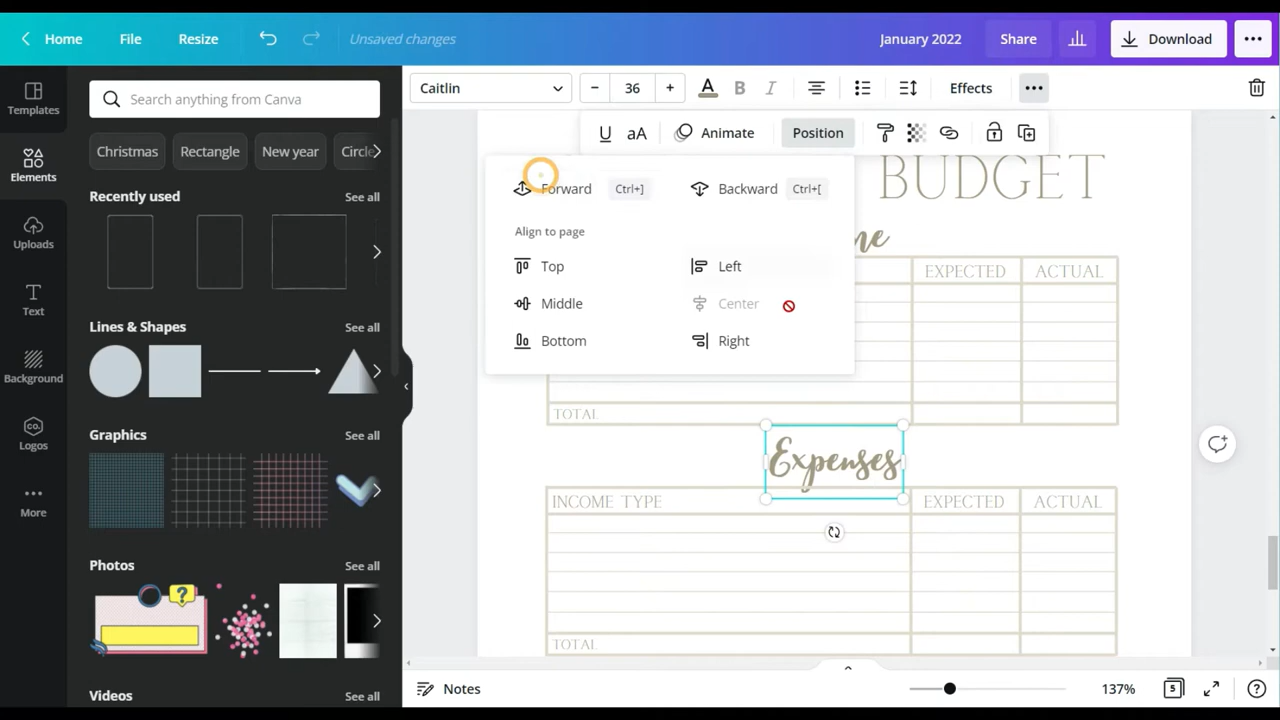 Home
File
Resize
Unsaved changes
January 2022
Share
Download
Templates
Elements
Uploads
Text
Background
Logos
More
Search anything from Canva
Christmas
Rectangle
New year
Circle
Recently used
See all
Lines & Shapes
See all
Graphics
See all
Photos
See all
Videos
See all
Caitlin
36
A
B
I
Effects
U
aA
Animate
Position
Forward
Ctrl+]
Backward
Ctrl+[
Align to page
Top
Left
Middle
Center
Bottom
Right
BUDGET
EXPECTED
ACTUAL
TOTAL
Expenses
INCOME TYPE
EXPECTED
ACTUAL
TOTAL
Notes
137%
5
?